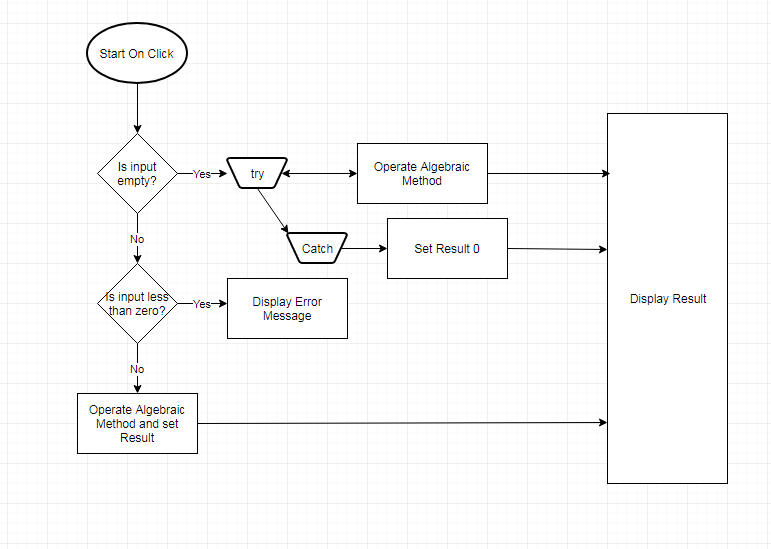 Start On Click
Is input
empty?
Yes
try
Operate Algebraic
Method
No
Catch
Set Result 0
Is input less
than zero?
Yes
Display Error
Message
Display Result
No
Operate Algebraic
Method and set
Result